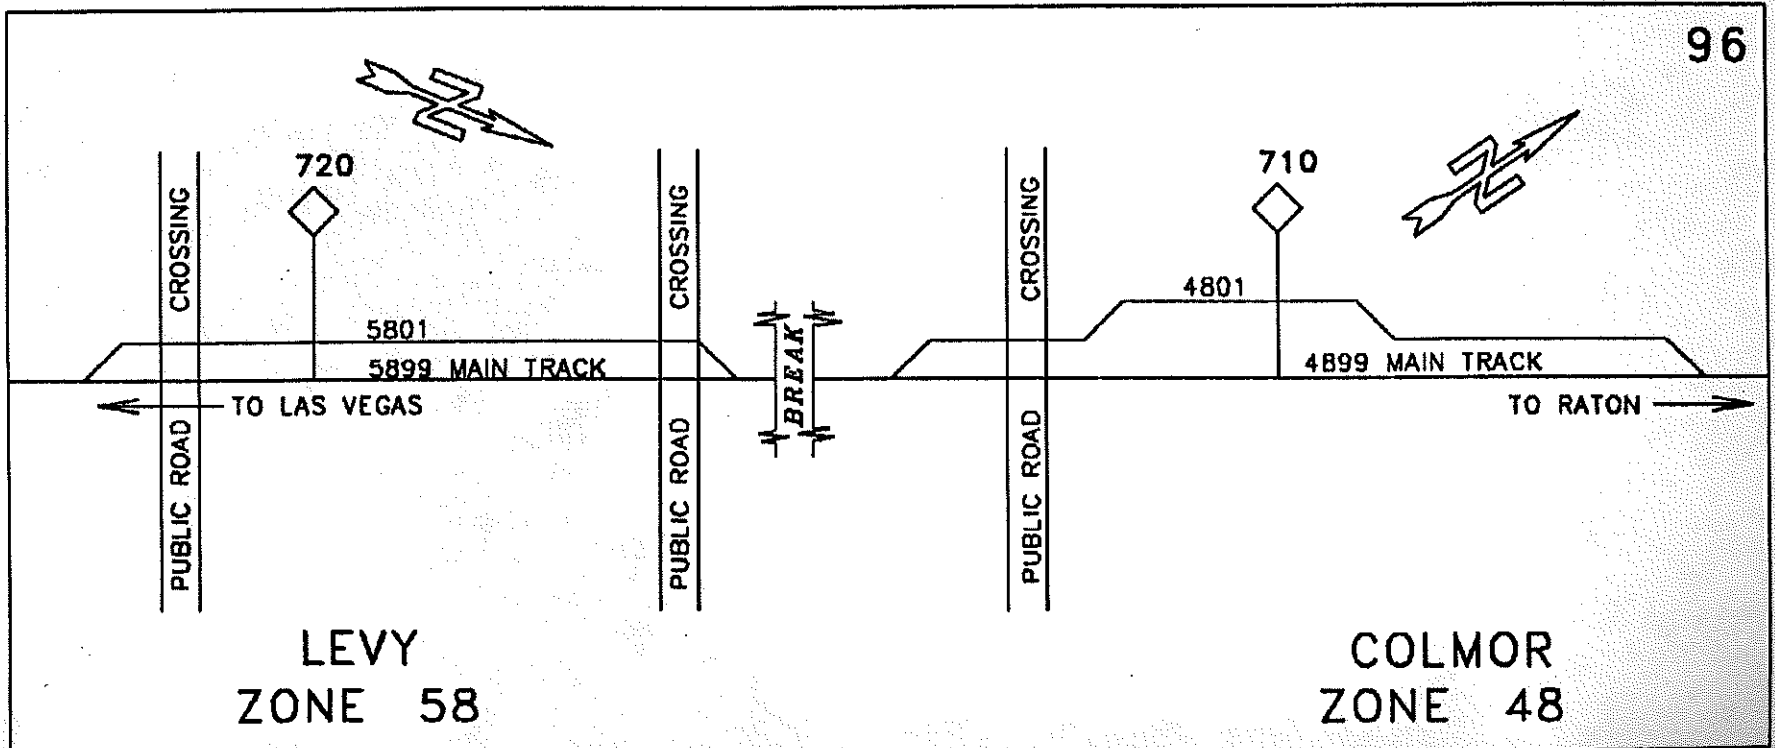 96
N
N
720
710
CROSSING
CROSSING
CROSSING
4801
5801
5899 MAIN TRACK
BREAK
4899 MAIN TRACK
TO LAS VEGAS
TO RATON
PUBLIC ROAD
PUBLIC ROAD
PUBLIC ROAD
LEVY
ZONE 58
COLMOR
ZONE 48